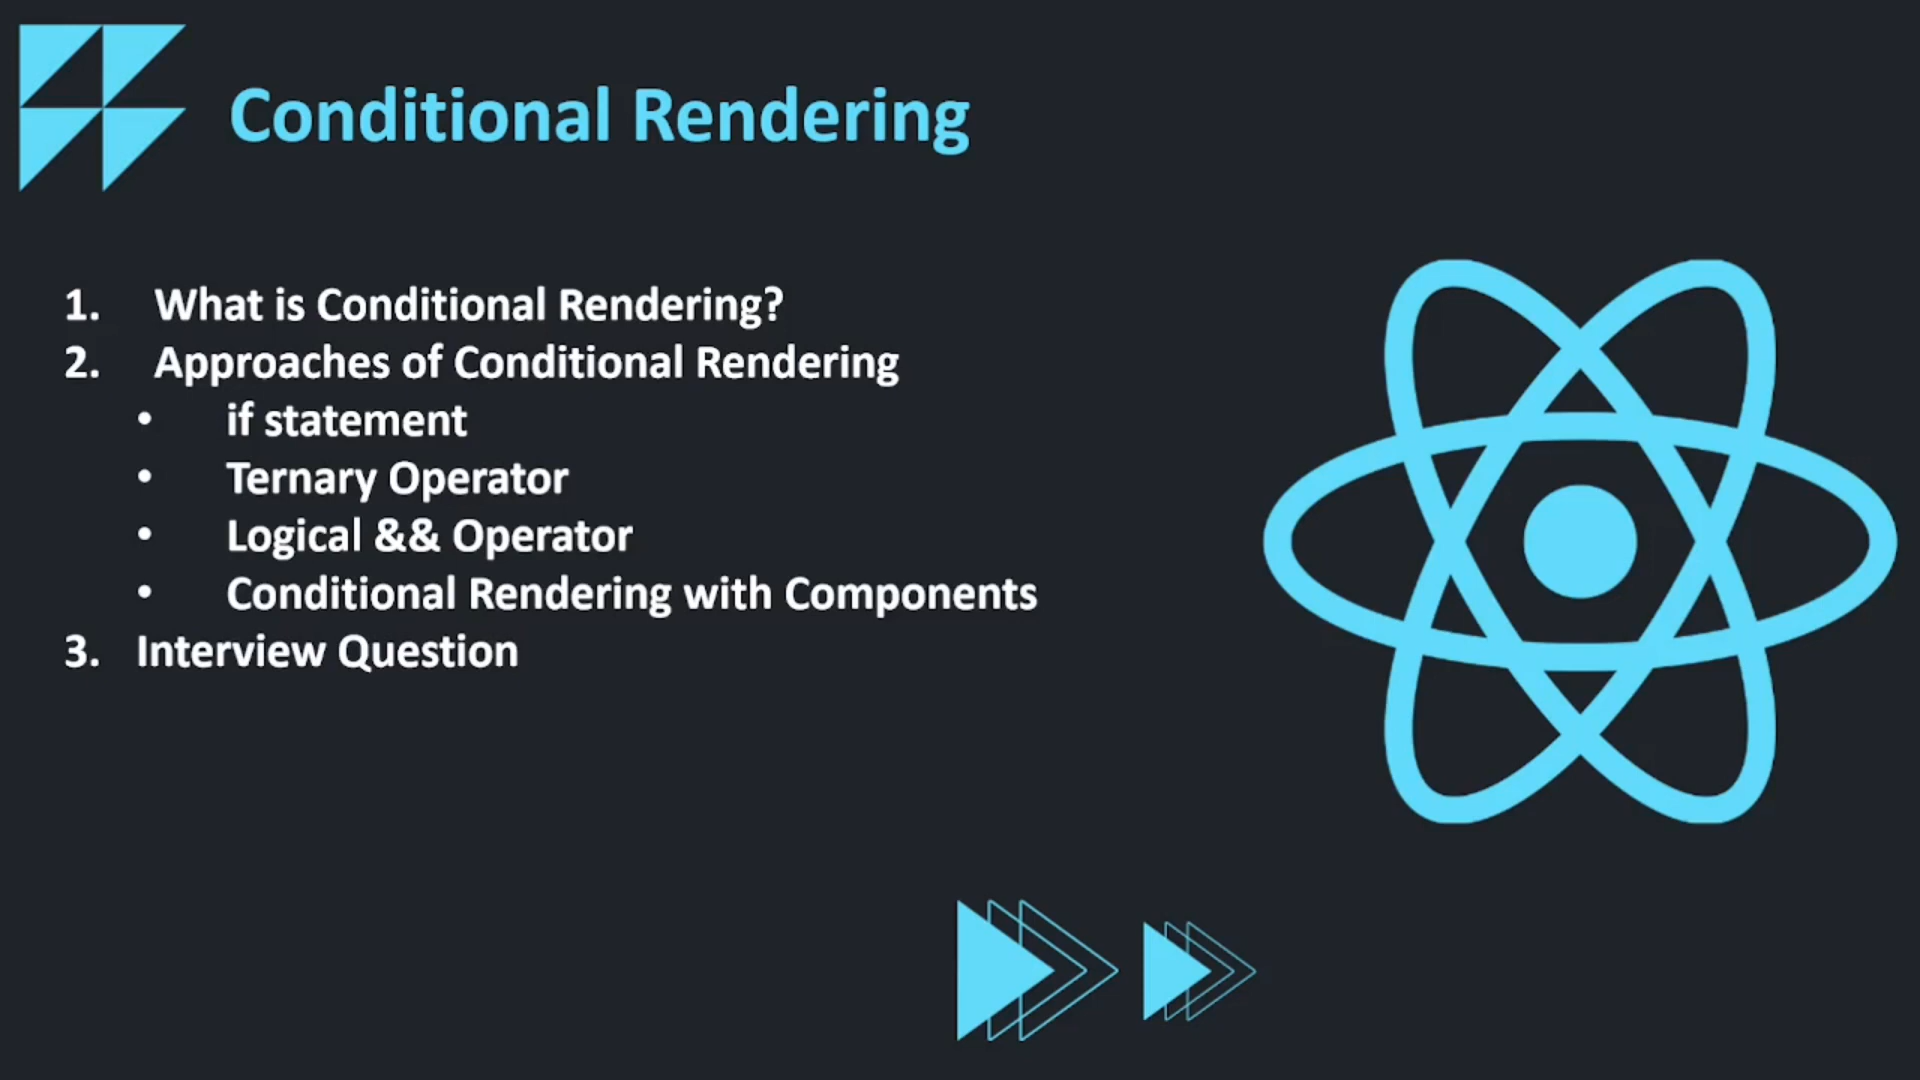 Conditional Rendering
1. What is Conditional Rendering?
2. Approaches of Conditional Rendering
• if statement
• Ternary Operator
• Logical && Operator
• Conditional Rendering with Components
3. Interview Question